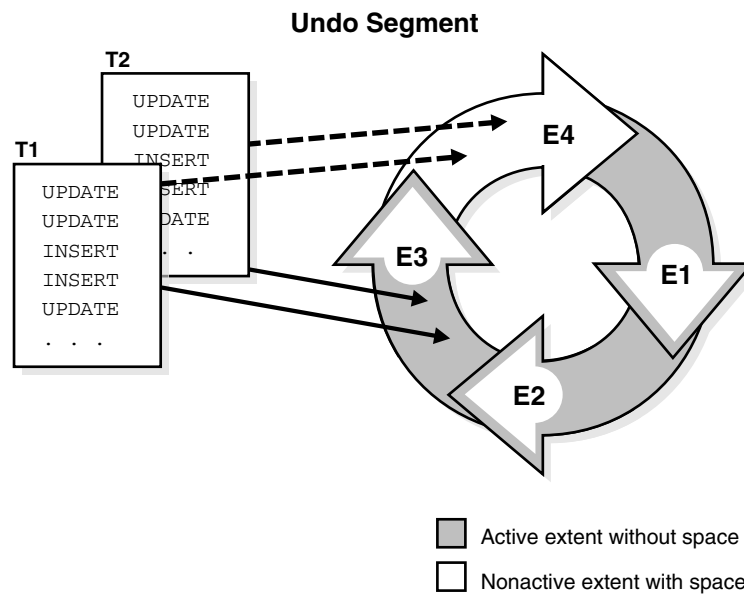 Undo Segment
T2
UPDATE
UPDATE
INSERT
. .
T1
UPDATE
UPDATE
INSERT
INSERT
UPDATE
. . .
E4
E3
E1
E2
Active extent without space
Nonactive extent with space